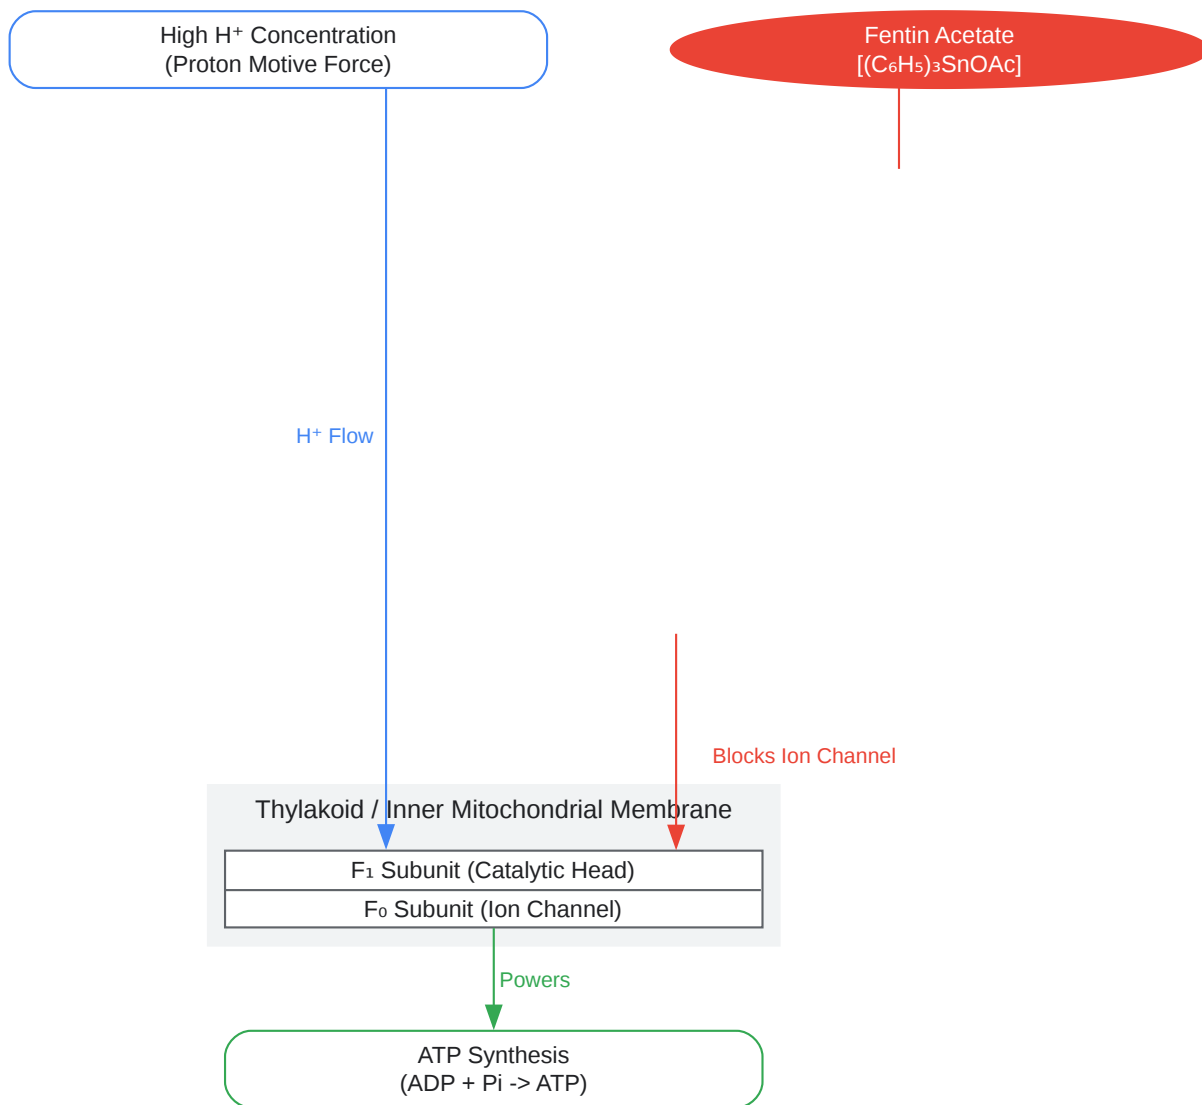 High H⁺ Concentration
(Proton Motive Force)
Fentin Acetate
[(C₆H₅)₃SnOAc]
H⁺ Flow
Blocks Ion Channel
Thylakoid / Inner Mitochondrial Membrane
F₁ Subunit (Catalytic Head)
F₀ Subunit (Ion Channel)
Powers
ATP Synthesis
(ADP + Pi -> ATP)